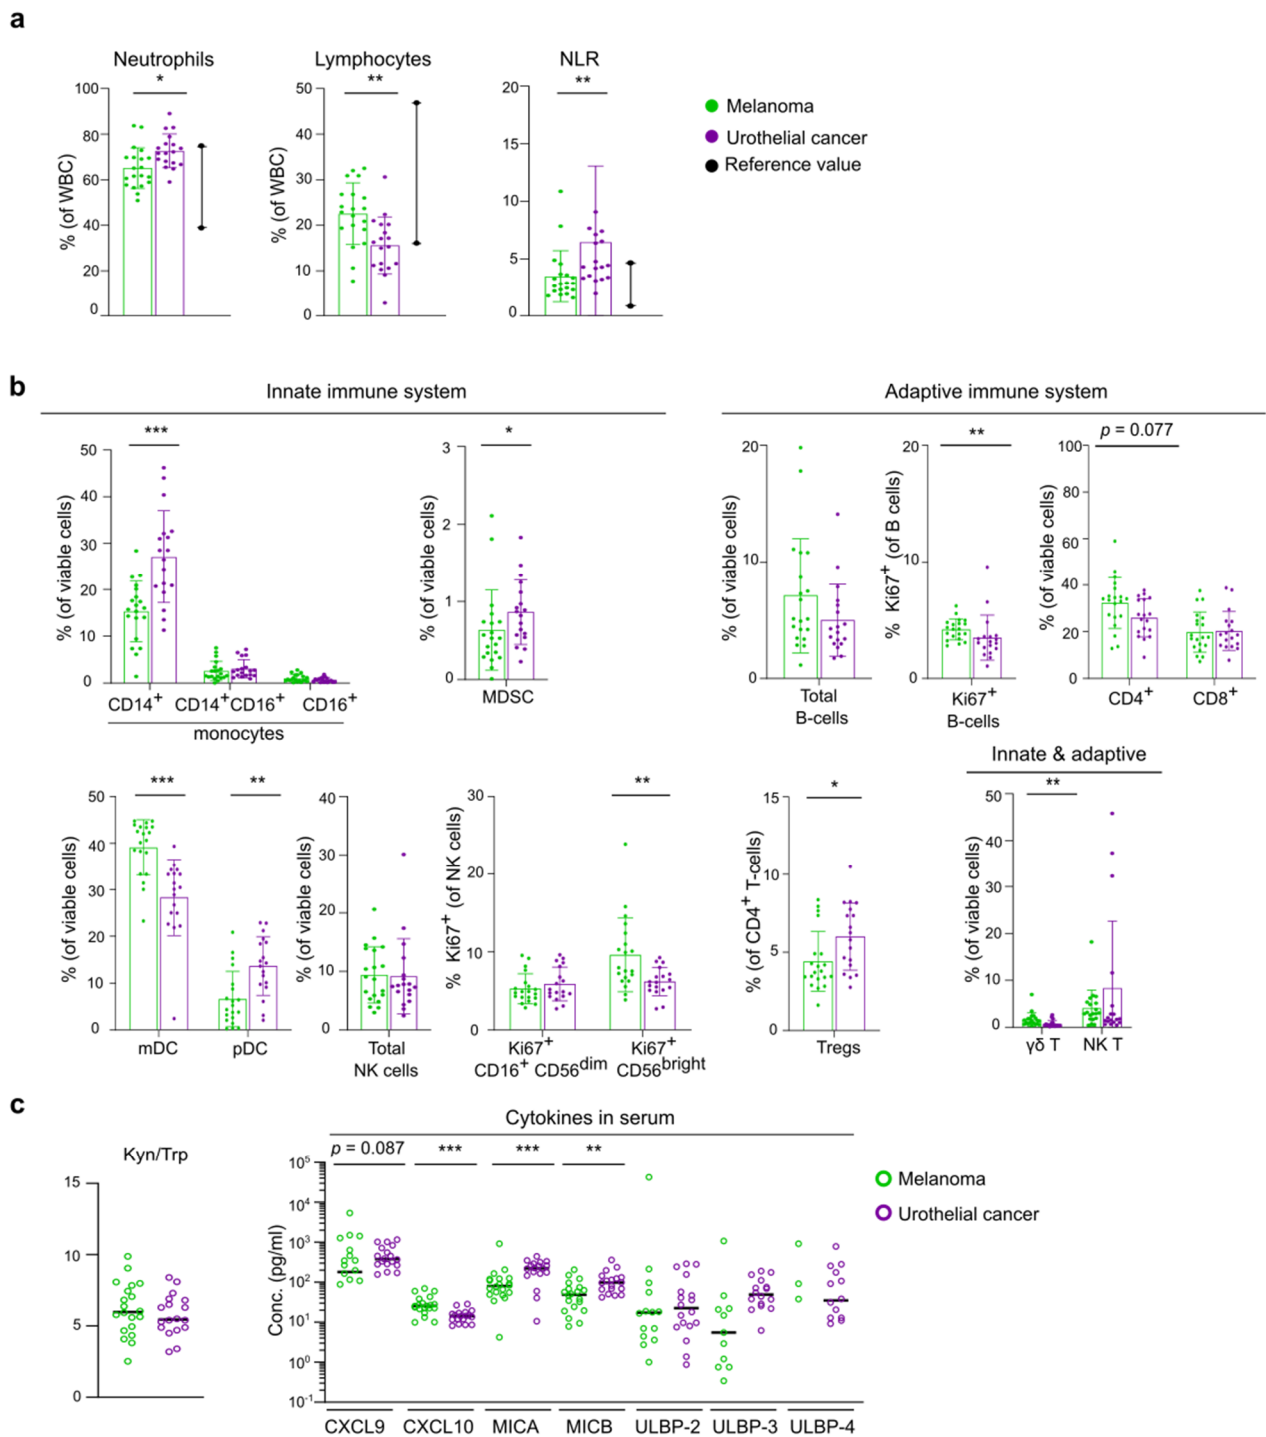 a
Neutrophils
Lymphocytes
NLR
*
**
**
% (of WBC)
100
80
60
40
20
0
% (of WBC)
50
40
30
20
10
0
20
15
10
5
0
Melanoma
Urothelial cancer
Reference value
b
Innate immune system
Adaptive immune system
***
% (of viable cells)
50
40
30
20
10
0
CD14+
CD14+CD16+
CD16+
monocytes
*
% (of viable cells)
3
2
1
0
MDSC
% (of viable cells)
20
10
0
Total
B-cells
**
% Ki67+ (of B cells)
20
10
0
Ki67+
B-cells
p = 0.077
% (of viable cells)
100
80
60
40
20
0
CD4+
CD8+
***
**
% (of viable cells)
50
40
30
20
10
0
mDC
pDC
% (of viable cells)
40
30
20
10
0
Total
NK cells
**
% Ki67+ (of NK cells)
30
20
10
0
Ki67+
CD16+ CD56dim
Ki67+
CD56bright
*
% (of CD4+ T-cells)
15
10
5
0
Tregs
Innate & adaptive
**
% (of viable cells)
50
40
30
20
10
0
γδ T
NK T
c
Kyn/Trp
15
10
5
0
Cytokines in serum
p = 0.087
***
***
**
Conc. (pg/ml)
10⁵
10⁴
10³
10²
10¹
10⁰
10⁻¹
CXCL9
CXCL10
MICA
MICB
ULBP-2
ULBP-3
ULBP-4
Melanoma
Urothelial cancer